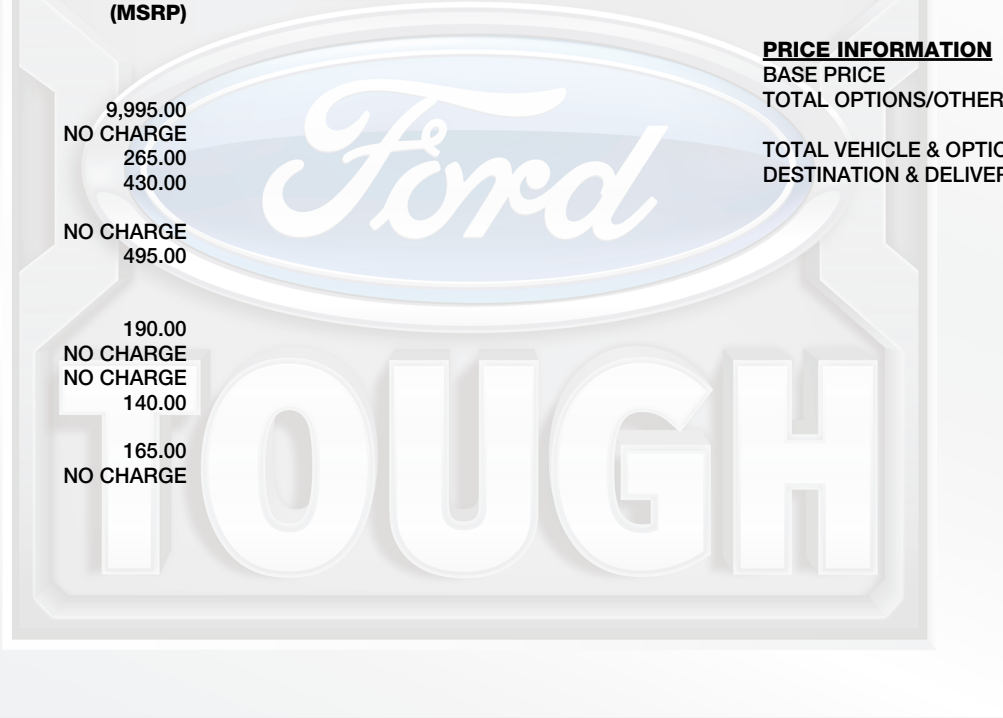 (MSRP)
9,995.00
NO CHARGE
265.00
430.00
NO CHARGE
495.00
190.00
NO CHARGE
NO CHARGE
140.00
165.00
NO CHARGE
PRICE INFORMATION
BASE PRICE
TOTAL OPTIONS/OTHER
TOTAL VEHICLE & OPTIO
DESTINATION & DELIVER
Ford
TOUGH